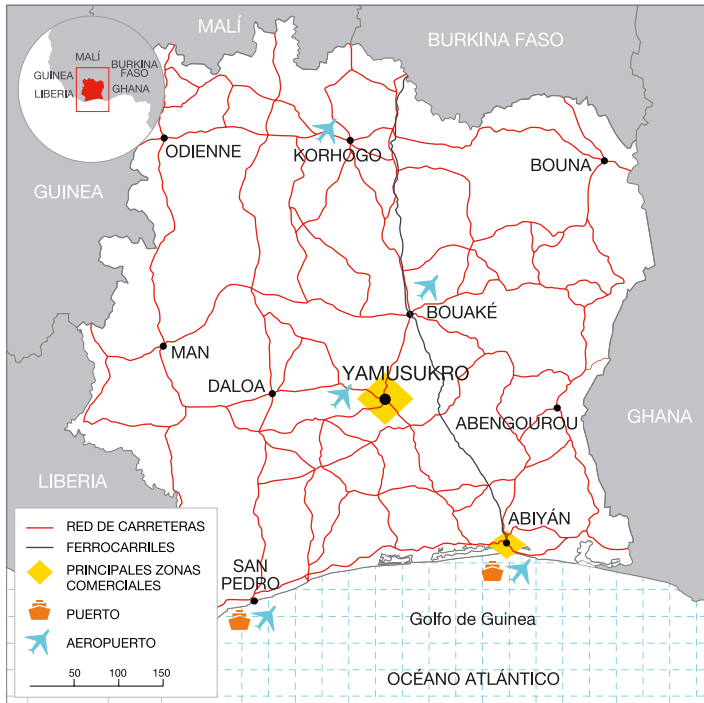 MALÍ
BURKINA FASO
MALÍ
BURKINA
FASO
GUINEA
LIBERIA
GHANA
ODIENNE
KORHOGO
BOUNA
GUINEA
BOUAKÉ
MAN
YAMUSUKRO
DALOA
ABENGOUROU
GHANA
LIBERIA
ABIYÁN
SAN
PEDRO
RED DE CARRETERAS
FERROCARRILES
PRINCIPALES ZONAS
COMERCIALES
PUERTO
AEROPUERTO
50 100 150
Golfo de Guinea
OCÉANO ATLÁNTICO